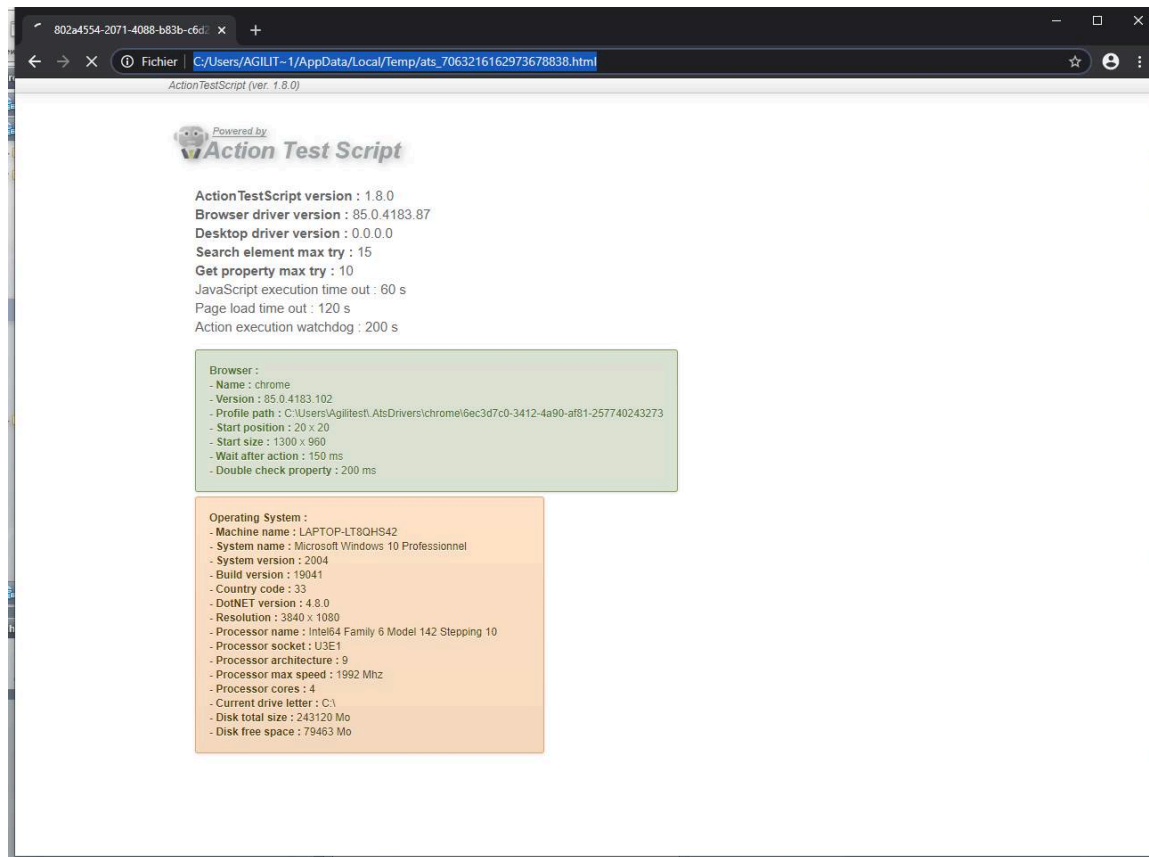 802a4554-2071-4088-b83b-c6d2
Fichier C:/Users/AGILIT~1/AppData/Local/Temp/ats_7063216162973678838.html
ActionTestScript (ver. 1.8.0)
Powered by
Action Test Script
ActionTestScript version : 1.8.0
Browser driver version : 85.0.4183.87
Desktop driver version : 0.0.0.0
Search element max try : 15
Get property max try : 10
JavaScript execution time out : 60 s
Page load time out : 120 s
Action execution watchdog : 200 s
Browser :
- Name : chrome
- Version : 85.0.4183.102
- Profile path : C:\Users\Agilitest\.AtsDrivers\chrome\6ec3d7c0-3412-4a90-af81-257740243273
- Start position : 20 x 20
- Start size : 1300 x 960
- Wait after action : 150 ms
- Double check property : 200 ms
Operating System :
- Machine name : LAPTOP-LT8QHS42
- System name : Microsoft Windows 10 Professionnel
- System version : 2004
- Build version : 19041
- Country code : 33
- DotNET version : 4.8.0
- Resolution : 3840 x 1080
- Processor name : Intel64 Family 6 Model 142 Stepping 10
- Processor socket : U3E1
- Processor architecture : 9
- Processor max speed : 1992 Mhz
- Processor cores : 4
- Current drive letter : C:\
- Disk total size : 243120 Mo
- Disk free space : 79463 Mo